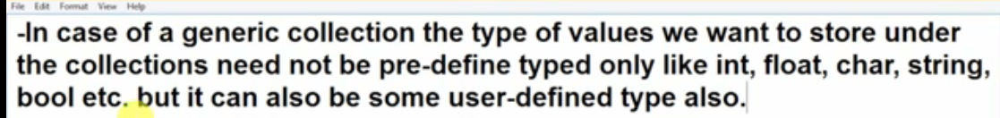 File Edit Format View Help
-In case of a generic collection the type of values we want to store under
the collections need not be pre-define typed only like int, float, char, string,
bool etc. but it can also be some user-defined type also.